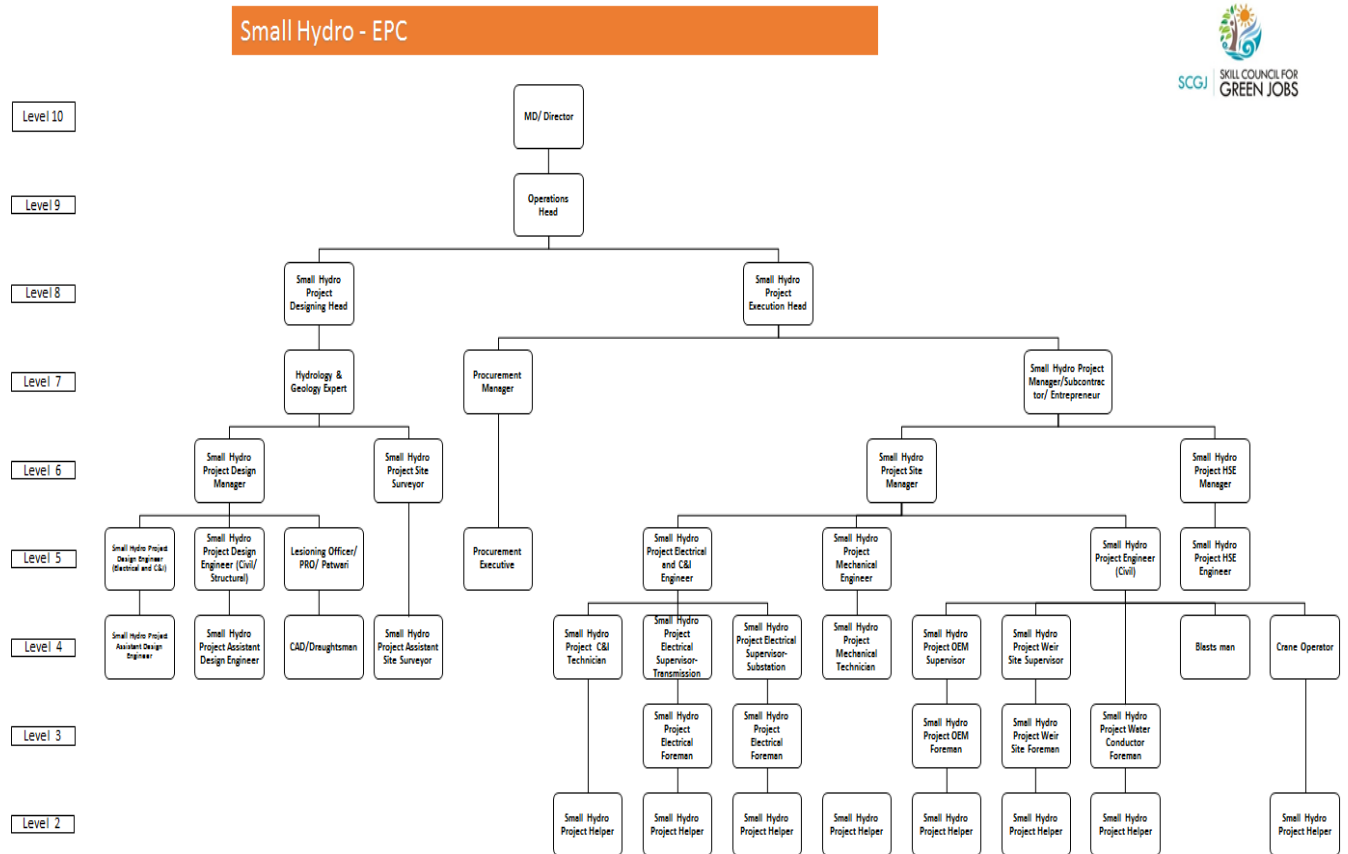 Small Hydro - EPC
SCGJ
SKILL COUNCIL FOR
GREEN JOBS
Level 10
MD/ Director
Level 9
Operations
Head
Level 8
Small Hydro
Project
Designing Head
Small Hydro
Project
Execution Head
Level 7
Hydrology &
Geology Expert
Procurement
Manager
Small Hydro Project
Manager/Subcontrac
tor/ Entrepreneur
Level 6
Small Hydro
Project Design
Manager
Small Hydro
Project Site
Surveyor
Small Hydro
Project Site
Manager
Small Hydro
Project HSE
Manager
Level 5
Small Hydro Project
Design Engineer
(Electrical and C&I)
Small Hydro
Project Design
Engineer (Civil/
Structural)
Lesioning Officer/
PRO/ Patwari
Procurement
Executive
Small Hydro
Project Electrical
and C&I
Engineer
Small Hydro
Project
Mechanical
Engineer
Small Hydro
Project Engineer
(Civil)
Small Hydro
Project HSE
Engineer
Level 4
Small Hydro Project
Assistant Design
Engineer
Small Hydro
Project Assistant
Design Engineer
CAD/Draughtsman
Small Hydro
Project Assistant
Site Surveyor
Small Hydro
Project C&I
Technician
Small Hydro
Project
Electrical
Supervisor-
Transmission
Small Hydro
Project Electrical
Supervisor-
Substation
Small Hydro
Project
Mechanical
Technician
Small Hydro
Project OEM
Supervisor
Small Hydro
Project Weir
Site Supervisor
Blasts man
Crane Operator
Level 3
Small Hydro
Project
Electrical
Foreman
Small Hydro
Project
Electrical
Foreman
Small Hydro
Project OEM
Foreman
Small Hydro
Project Weir
Site Foreman
Small Hydro
Project Water
Conductor
Foreman
Level 2
Small Hydro
Project Helper
Small Hydro
Project Helper
Small Hydro
Project Helper
Small Hydro
Project Helper
Small Hydro
Project Helper
Small Hydro
Project Helper
Small Hydro
Project Helper
Small Hydro
Project Helper